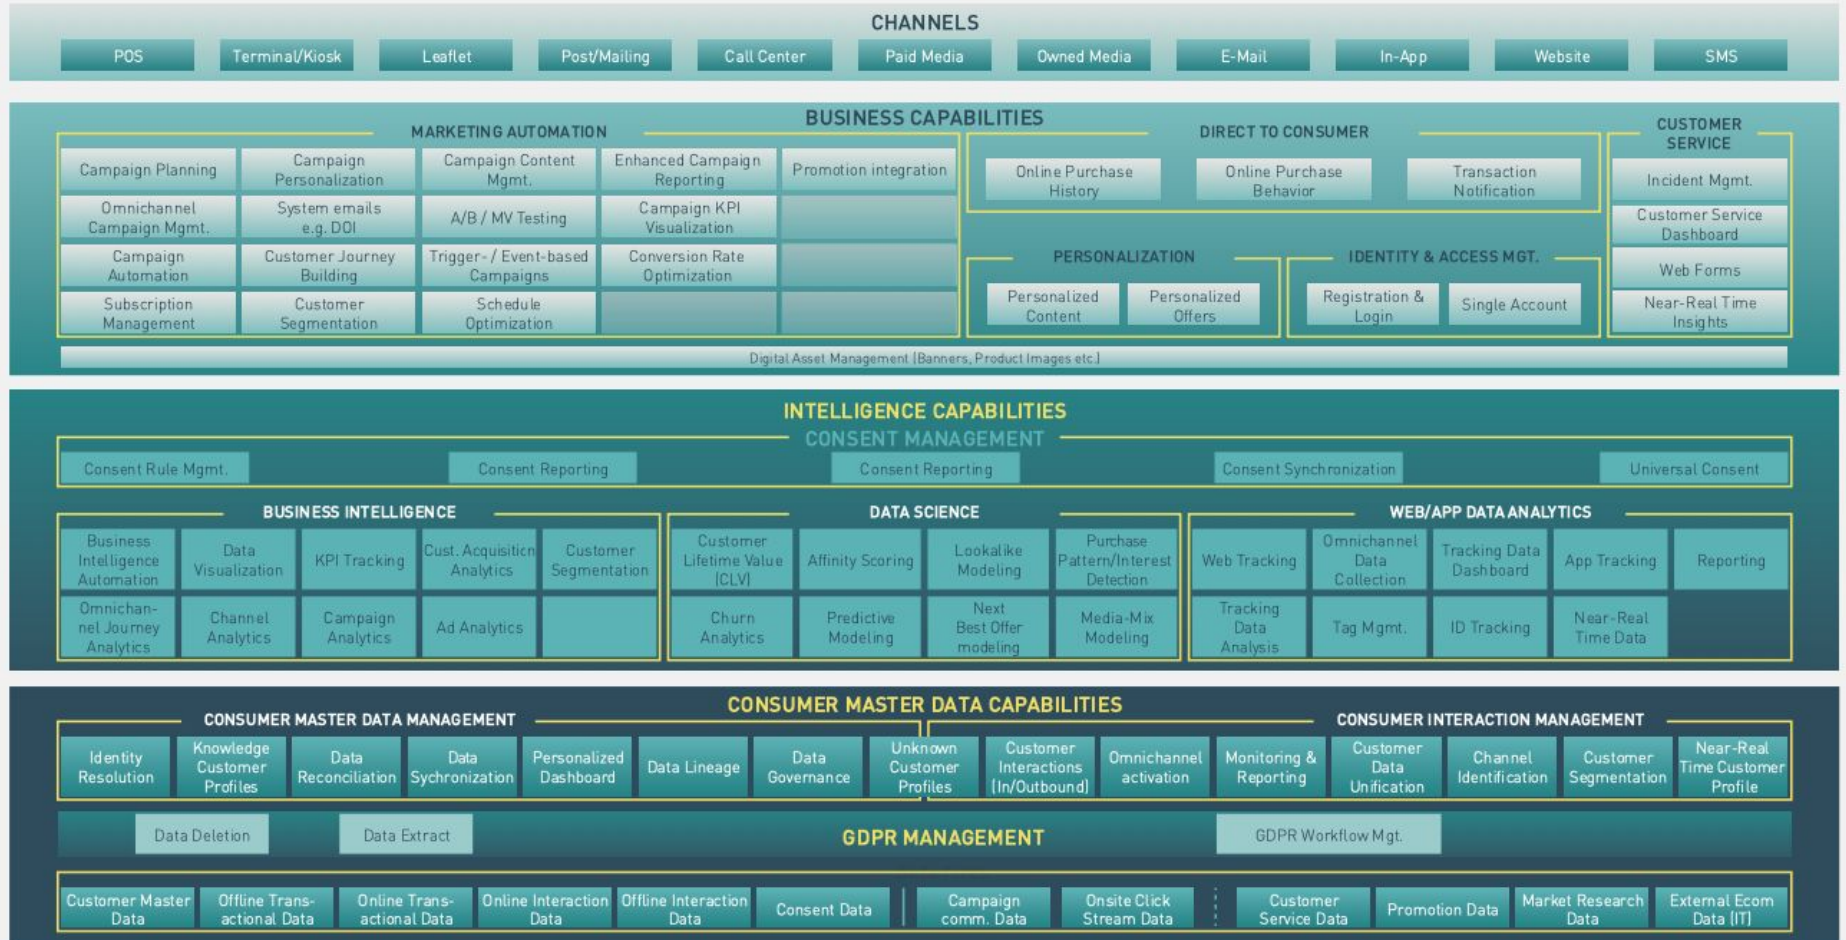 CHANNELS
POS
Terminal/Kiosk
Leaflet
Post/Mailing
Call Center
Paid Media
Owned Media
E-Mail
In-App
Website
SMS
BUSINESS CAPABILITIES
MARKETING AUTOMATION
Campaign Planning
Campaign
Personalization
Campaign Content
Mgmt.
Enhanced Campaign
Reporting
Promotion integration
Omnichannel
Campaign Mgmt.
System emails
e.g. DOI
A/B / MV Testing
Campaign KPI
Visualization
Campaign
Automation
Customer Journey
Building
Trigger- / Event-based
Campaigns
Conversion Rate
Optimization
Subscription
Management
Customer
Segmentation
Schedule
Optimization
DIRECT TO CONSUMER
Online Purchase
History
Online Purchase
Behavior
Transaction
Notification
PERSONALIZATION
Personalized
Content
Personalized
Offers
IDENTITY & ACCESS MGT.
Registration &
Login
Single Account
CUSTOMER
SERVICE
Incident Mgmt.
Customer Service
Dashboard
Web Forms
Near-Real Time
Insights
Digital Asset Management (Banners, Product Images etc.)
INTELLIGENCE CAPABILITIES
CONSENT MANAGEMENT
Consent Rule Mgmt.
Consent Reporting
Consent Reporting
Consent Synchronization
Universal Consent
BUSINESS INTELLIGENCE
Business
Intelligence
Automation
Data
Visualization
KPI Tracking
Cust. Acquisition
Analytics
Customer
Segmentation
Omnichan-
nel Journey
Analytics
Channel
Analytics
Campaign
Analytics
Ad Analytics
DATA SCIENCE
Customer
Lifetime Value
(CLV)
Affinity Scoring
Lookalike
Modeling
Purchase
Pattern/Interest
Detection
Churn
Analytics
Predictive
Modeling
Next
Best Offer
modeling
Media-Mix
Modeling
WEB/APP DATA ANALYTICS
Web Tracking
Omnichannel
Data
Collection
Tracking Data
Dashboard
App Tracking
Reporting
Tracking
Data
Analysis
Tag Mgmt.
ID Tracking
Near-Real
Time Data
CONSUMER MASTER DATA CAPABILITIES
CONSUMER MASTER DATA MANAGEMENT
Identity
Resolution
Knowledge
Customer
Profiles
Data
Reconciliation
Data
Sychronization
Personalized
Dashboard
Data Lineage
Data
Governance
Unknown
Customer
Profiles
CONSUMER INTERACTION MANAGEMENT
Customer
Interactions
(In/Outbound)
Omnichannel
activation
Monitoring &
Reporting
Customer
Data
Unification
Channel
Identification
Customer
Segmentation
Near-Real
Time Customer
Profile
Data Deletion
Data Extract
GDPR MANAGEMENT
GDPR Workflow Mgt.
Customer Master
Data
Offline Trans-
actional Data
Online Trans-
actional Data
Online Interaction
Data
Offline Interaction
Data
Consent Data
Campaign
comm. Data
Onsite Click
Stream Data
Customer
Service Data
Promotion Data
Market Research
Data
External Ecom
Data (IT)